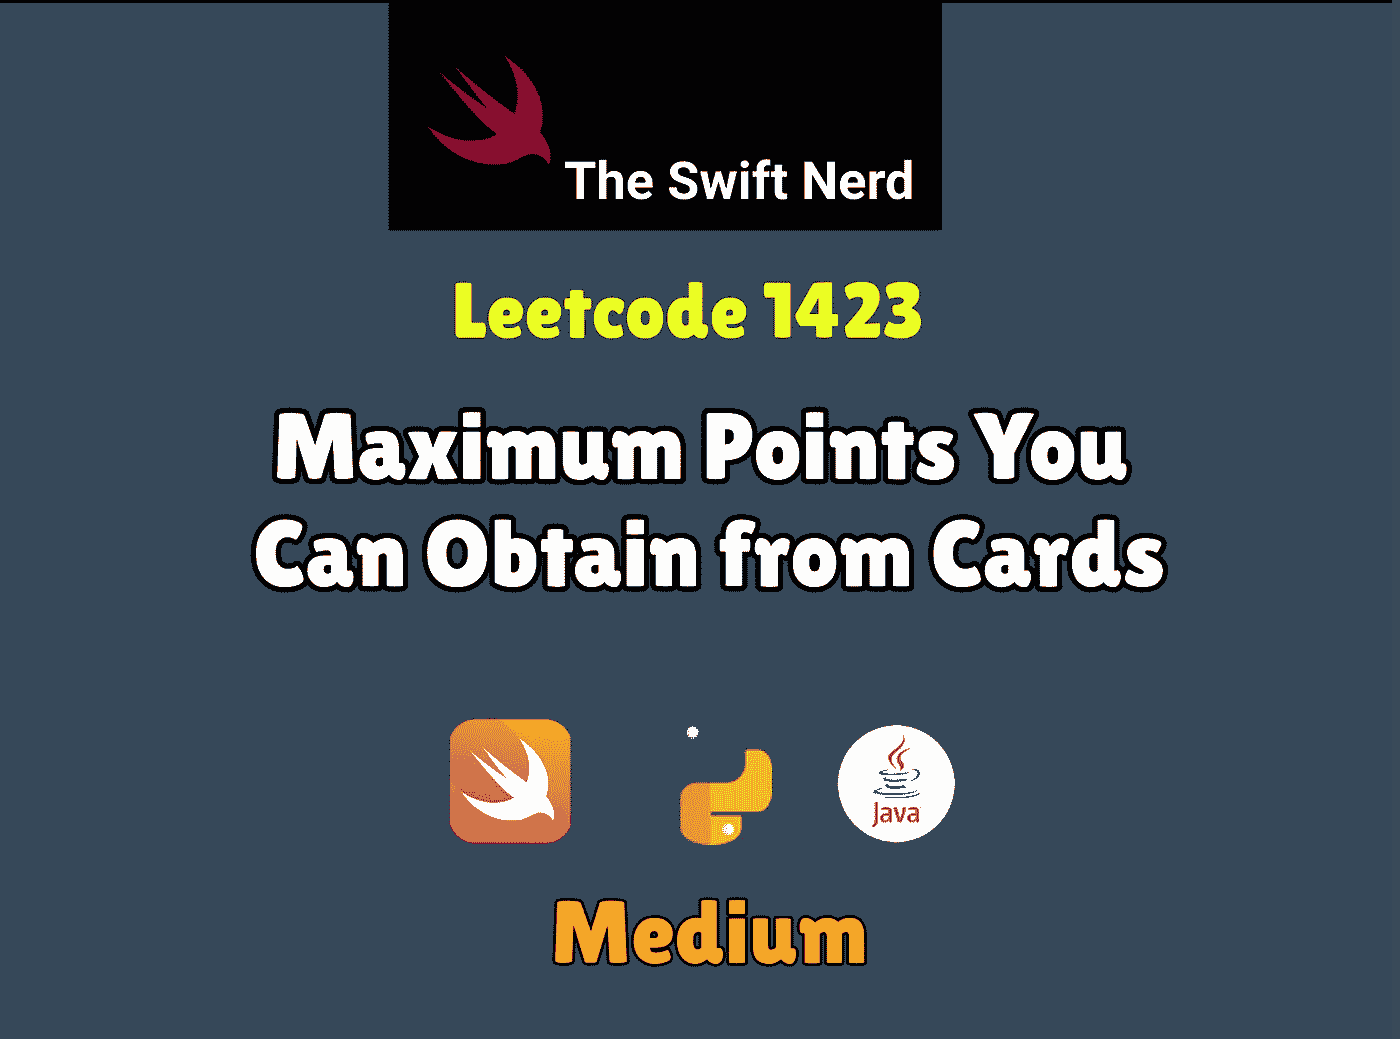 The Swift Nerd
Leetcode 1423
Maximum Points You
Can Obtain from Cards
Java
Medium